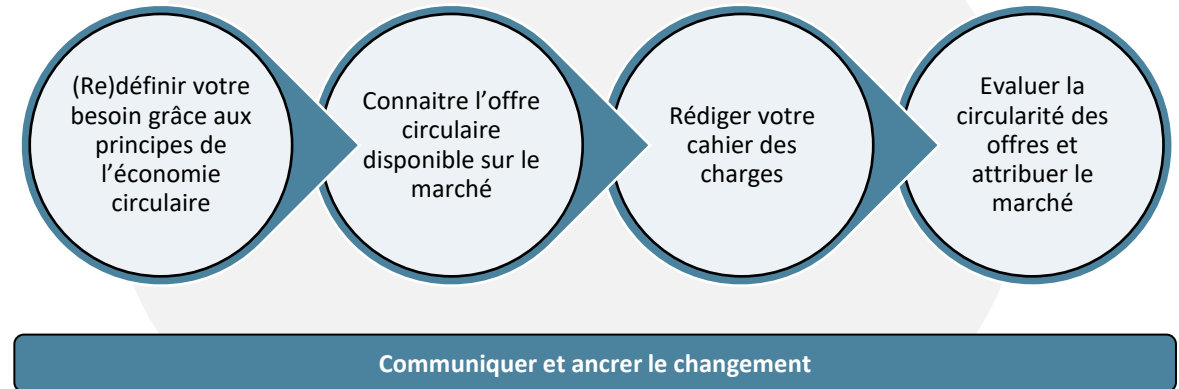 (Re)définir votre
besoin grâce aux
principes de
l’économie
circulaire
Connaitre l’offre
circulaire
disponible sur le
marché
Rédiger votre
cahier des
charges
Evaluer la
circularité des
offres et
attribuer le
marché
Communiquer et ancrer le changement